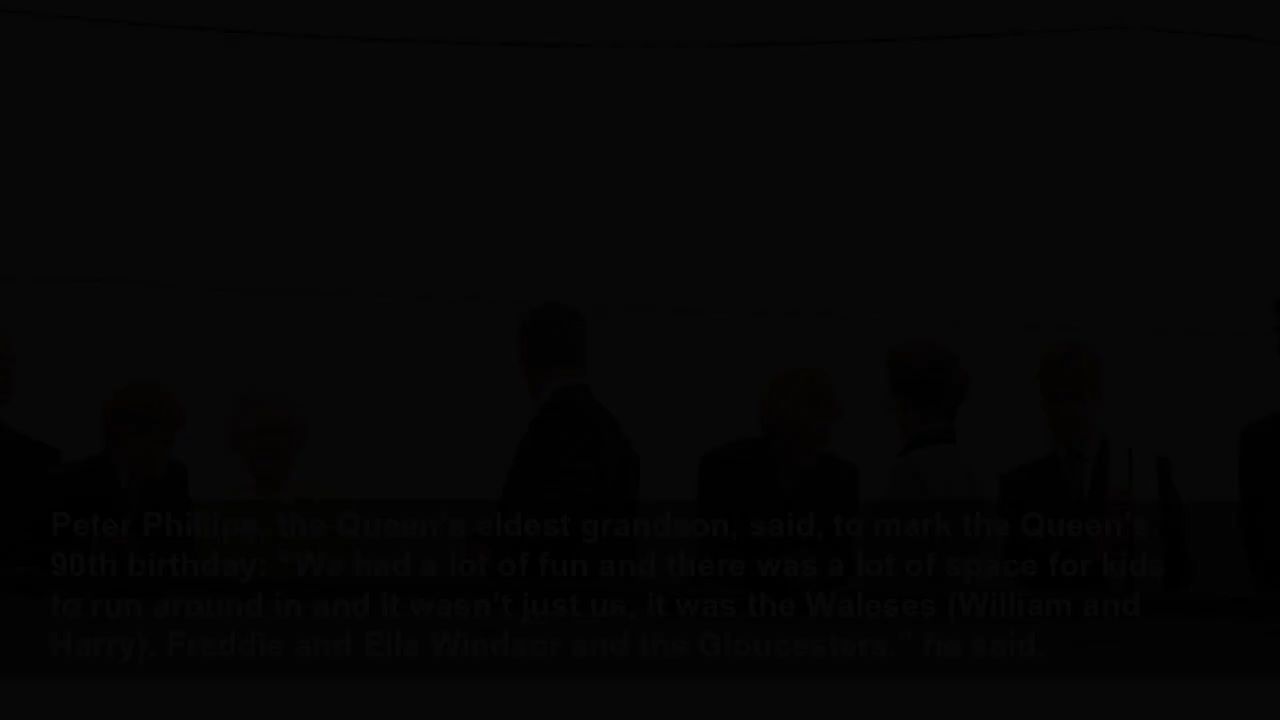 Peter Phillips, the Queen's eldest grandson, said, to mark the Queen's
90th birthday: "We had a lot of fun and there was a lot of space for kids
to run around in and it wasn't just us, it was the Waleses (William and
Harry), Freddie and Ella Windsor and the Gloucesters," he said.